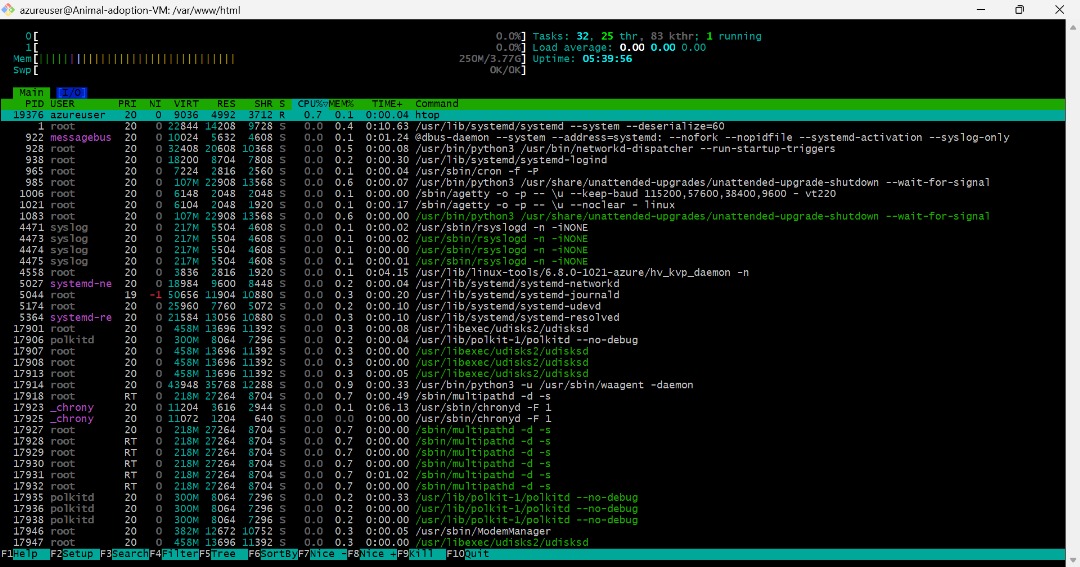 azureuser@Animal-adoption-VM: /var/www/html
0[ 0.0%] Tasks: 32, 25 thr, 83 kthr; 1 running
1[ 0.0%] Load average: 0.00 0.00 0.00
Mem[||||||||||||||||||||||||||||| 250M/3.77G] Uptime: 05:39:56
Swp[ 0K/0K]
Main I/O
PID USER PRI NI VIRT RES SHR S CPU%▽MEM% TIME+ Command
19376 azureuser 20 0 9036 4992 3712 R 0.7 0.1 0:00.04 htop
1 root 20 0 22844 14208 9728 S 0.0 0.4 0:10.63 /usr/lib/systemd/systemd --system --deserialize=60
922 messagebus 20 0 10024 5632 4608 S 0.0 0.1 0:01.24 @dbus-daemon --system --address=systemd: --nofork --nopidfile --systemd-activation --syslog-only
928 root 20 0 32408 20608 10368 S 0.0 0.5 0:00.08 /usr/bin/python3 /usr/bin/networkd-dispatcher --run-startup-triggers
938 root 20 0 18200 8704 7808 S 0.0 0.2 0:00.30 /usr/lib/systemd/systemd-logind
965 root 20 0 7224 2816 2560 S 0.0 0.1 0:00.04 /usr/sbin/cron -f -P
985 root 20 0 107M 22908 13568 S 0.0 0.6 0:00.07 /usr/bin/python3 /usr/share/unattended-upgrades/unattended-upgrade-shutdown --wait-for-signal
1006 root 20 0 6148 2048 2048 S 0.0 0.1 0:00.00 /sbin/agetty -o -p -- \u --keep-baud 115200,57600,38400,9600 - vt220
1021 root 20 0 6104 2048 1920 S 0.0 0.1 0:00.17 /sbin/agetty -o -p -- \u --noclear - linux
1083 root 20 0 107M 22908 13568 S 0.0 0.6 0:00.00 /usr/bin/python3 /usr/share/unattended-upgrades/unattended-upgrade-shutdown --wait-for-signal
4471 syslog 20 0 217M 5504 4608 S 0.0 0.1 0:00.02 /usr/sbin/rsyslogd -n -iNONE
4473 syslog 20 0 217M 5504 4608 S 0.0 0.1 0:00.02 /usr/sbin/rsyslogd -n -iNONE
4474 syslog 20 0 217M 5504 4608 S 0.0 0.1 0:00.00 /usr/sbin/rsyslogd -n -iNONE
4475 syslog 20 0 217M 5504 4608 S 0.0 0.1 0:00.01 /usr/sbin/rsyslogd -n -iNONE
4558 root 20 0 3836 2816 1920 S 0.0 0.1 0:04.15 /usr/lib/linux-tools/6.8.0-1021-azure/hv_kvp_daemon -n
5027 systemd-ne 20 0 18984 9600 8448 S 0.0 0.2 0:00.04 /usr/lib/systemd/systemd-networkd
5044 root 19 -1 50656 11904 10880 S 0.0 0.3 0:00.20 /usr/lib/systemd/systemd-journald
5174 root 20 0 25960 7760 5072 S 0.0 0.2 0:00.10 /usr/lib/systemd/systemd-udevd
5364 systemd-re 20 0 21584 13056 10880 S 0.0 0.3 0:00.10 /usr/lib/systemd/systemd-resolved
17901 root 20 0 458M 13696 11392 S 0.0 0.3 0:00.08 /usr/libexec/udisks2/udisksd
17906 polkitd 20 0 300M 8064 7296 S 0.0 0.2 0:00.04 /usr/lib/polkit-1/polkitd --no-debug
17907 root 20 0 458M 13696 11392 S 0.0 0.3 0:00.00 /usr/libexec/udisks2/udisksd
17908 root 20 0 458M 13696 11392 S 0.0 0.3 0:00.00 /usr/libexec/udisks2/udisksd
17913 root 20 0 458M 13696 11392 S 0.0 0.3 0:00.05 /usr/libexec/udisks2/udisksd
17914 root 20 0 43948 35768 12288 S 0.0 0.9 0:00.33 /usr/bin/python3 -u /usr/sbin/waagent -daemon
17918 root RT 0 218M 27264 8704 S 0.0 0.7 0:00.49 /sbin/multipathd -d -s
17923 _chrony 20 0 11204 3616 2944 S 0.0 0.1 0:06.13 /usr/sbin/chronyd -F 1
17925 _chrony 20 0 11072 1204 640 S 0.0 0.0 0:00.00 /usr/sbin/chronyd -F 1
17927 root 20 0 218M 27264 8704 S 0.0 0.7 0:00.00 /sbin/multipathd -d -s
17928 root RT 0 218M 27264 8704 S 0.0 0.7 0:00.00 /sbin/multipathd -d -s
17929 root RT 0 218M 27264 8704 S 0.0 0.7 0:00.00 /sbin/multipathd -d -s
17930 root RT 0 218M 27264 8704 S 0.0 0.7 0:00.00 /sbin/multipathd -d -s
17931 root RT 0 218M 27264 8704 S 0.0 0.7 0:01.02 /sbin/multipathd -d -s
17932 root RT 0 218M 27264 8704 S 0.0 0.7 0:00.00 /sbin/multipathd -d -s
17935 polkitd 20 0 300M 8064 7296 S 0.0 0.2 0:00.33 /usr/lib/polkit-1/polkitd --no-debug
17936 polkitd 20 0 300M 8064 7296 S 0.0 0.2 0:00.00 /usr/lib/polkit-1/polkitd --no-debug
17938 polkitd 20 0 300M 8064 7296 S 0.0 0.2 0:00.00 /usr/lib/polkit-1/polkitd --no-debug
17946 root 20 0 382M 12672 10752 S 0.0 0.3 0:00.05 /usr/sbin/ModemManager
17947 root 20 0 458M 13696 11392 S 0.0 0.3 0:00.00 /usr/libexec/udisks2/udisksd
F1Help F2Setup F3SearchF4FilterF5Tree F6SortByF7Nice -F8Nice +F9Kill F10Quit